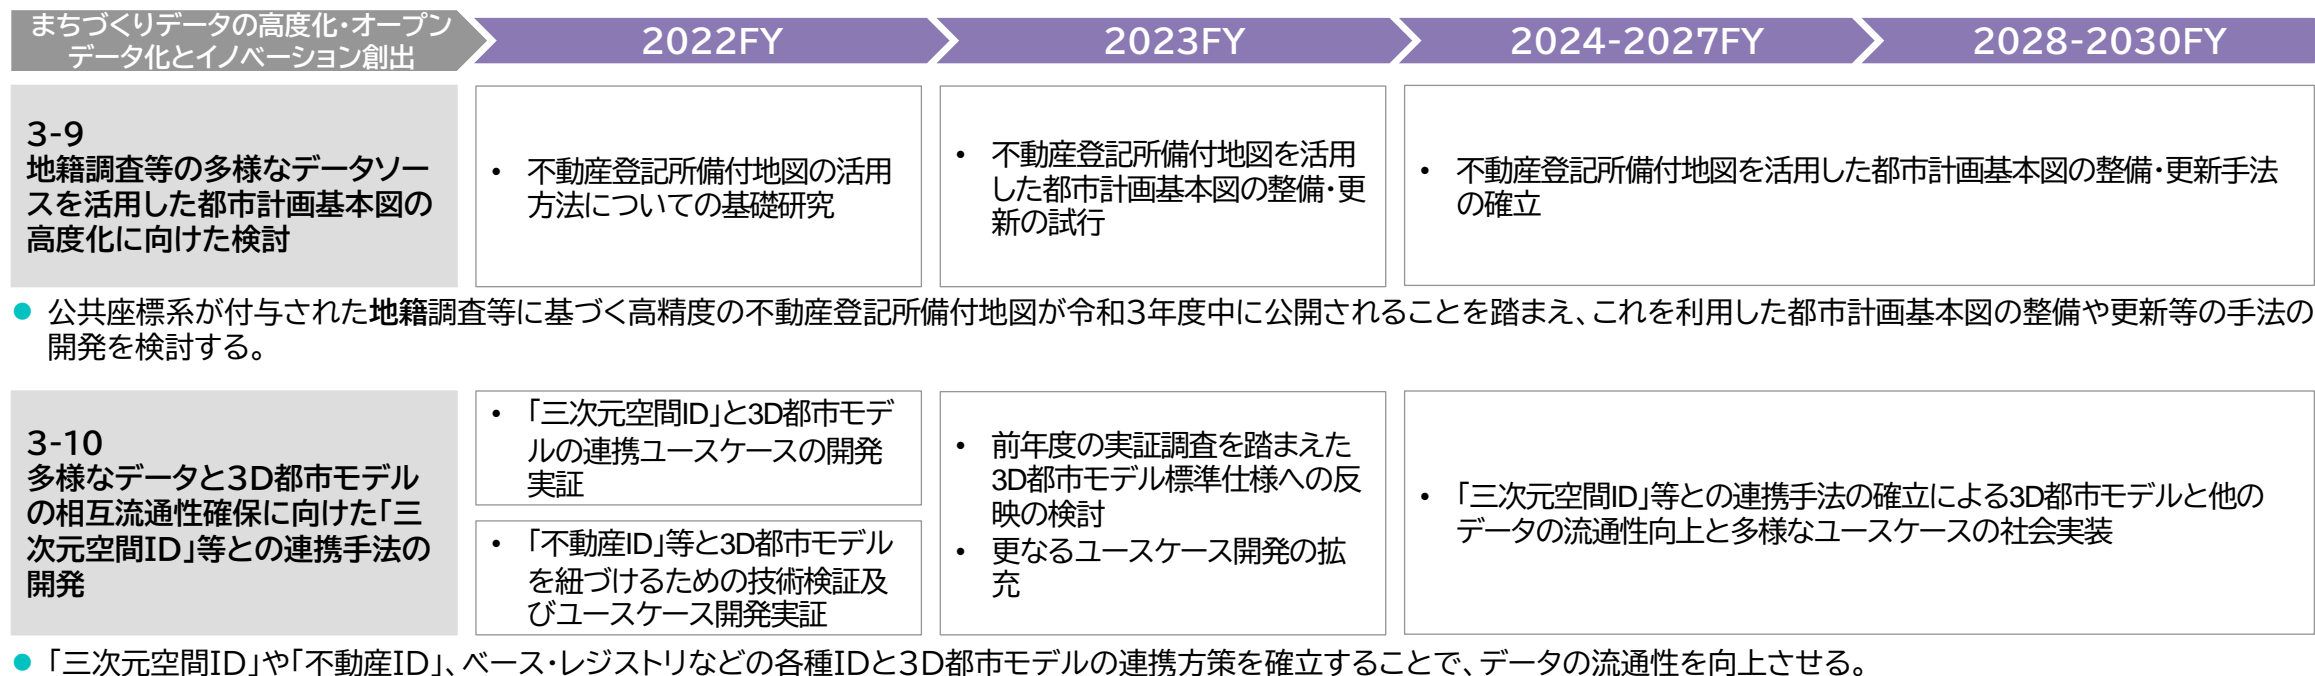 まちづくりデータの高度化・オープン
データ化とイノベーション創出
2022FY
2023FY
2024-2027FY
2028-2030FY
3-9
地籍調査等の多様なデータソー
スを活用した都市計画基本図の
高度化に向けた検討
• 不動産登記所備付地図の活用
方法についての基礎研究
• 不動産登記所備付地図を活用
した都市計画基本図の整備・更
新の試行
• 不動産登記所備付地図を活用した都市計画基本図の整備・更新手法
の確立
● 公共座標系が付与された地籍調査等に基づく高精度の不動産登記所備付地図が令和3年度中に公開されることを踏まえ、これを利用した都市計画基本図の整備や更新等の手法の
開発を検討する。
3-10
多様なデータと3D都市モデル
の相互流通性確保に向けた「三
次元空間ID」等との連携手法の
開発
• 「三次元空間ID」と3D都市モデ
ルの連携ユースケースの開発
実証
• 「不動産ID」等と3D都市モデル
を紐づけるための技術検証及
びユースケース開発実証
• 前年度の実証調査を踏まえた
3D都市モデル標準仕様への反
映の検討
• 更なるユースケース開発の拡
充
• 「三次元空間ID」等との連携手法の確立による3D都市モデルと他の
データの流通性向上と多様なユースケースの社会実装
● 「三次元空間ID」や「不動産ID」、ベース・レジストリなどの各種IDと3D都市モデルの連携方策を確立することで、データの流通性を向上させる。